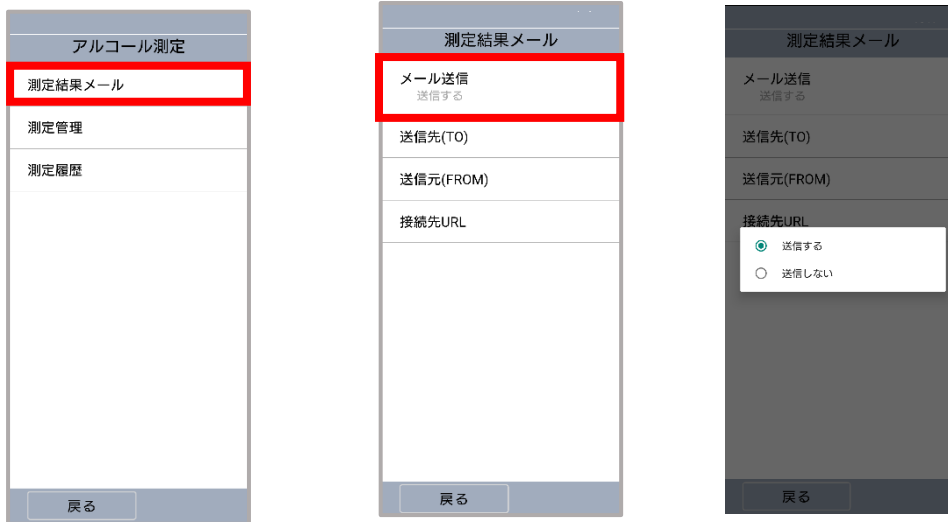 アルコール測定
測定結果メール
測定管理
測定履歴
戻る
測定結果メール
メール送信
送信する
送信先(TO)
送信元(FROM)
接続先URL
戻る
測定結果メール
メール送信
送信する
送信先(TO)
送信元(FROM)
接続先URL
送信する
送信しない
戻る